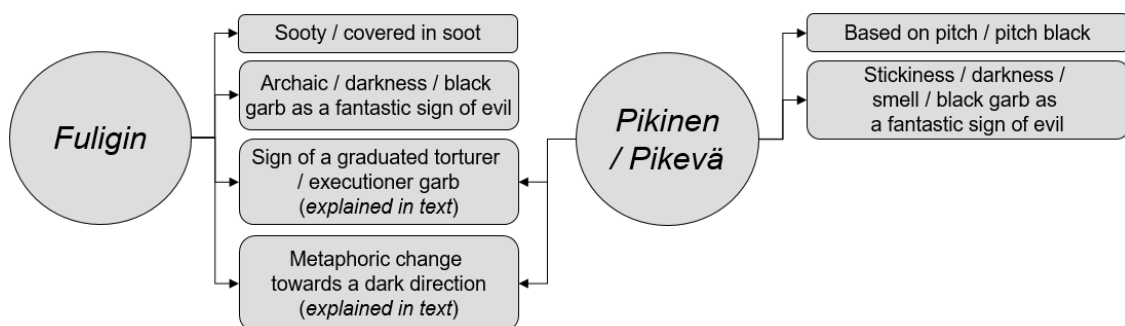 Fuligin
Sooty / covered in soot
Archaic / darkness / black
garb as a fantastic sign of evil
Sign of a graduated torturer
/ executioner garb
(explained in text)
Metaphoric change
towards a dark direction
(explained in text)
Pikinen
/ Pikevä
Based on pitch / pitch black
Stickiness / darkness /
smell / black garb as
a fantastic sign of evil